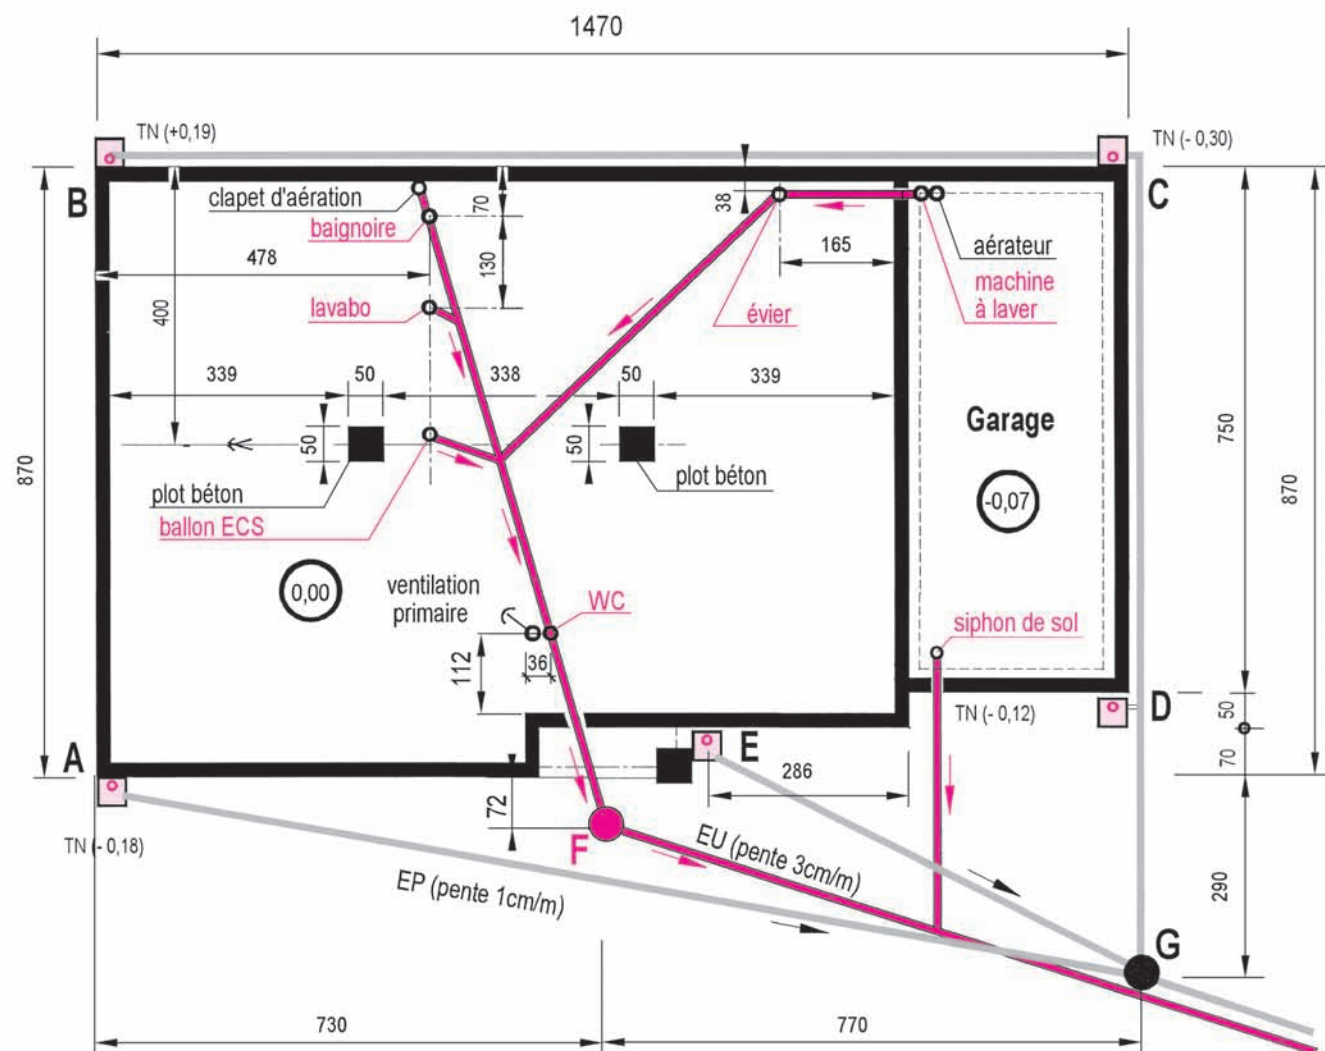 1470
TN (+0,19)
TN (- 0,30)
B
clapet d'aération
70
38
C
baignoire
aérateur
478
130
165
machine
à laver
400
lavabo
évier
339
50
338
50
339
Garage
750
50
50
870
870
plot béton
plot béton
-0,07
ballon ECS
0,00
ventilation
primaire
WC
siphon de sol
112
36
TN (- 0,12)
D
50
A
E
70
286
72
TN (- 0,18)
F
EU (pente 3cm/m)
EP (pente 1cm/m)
290
G
730
770